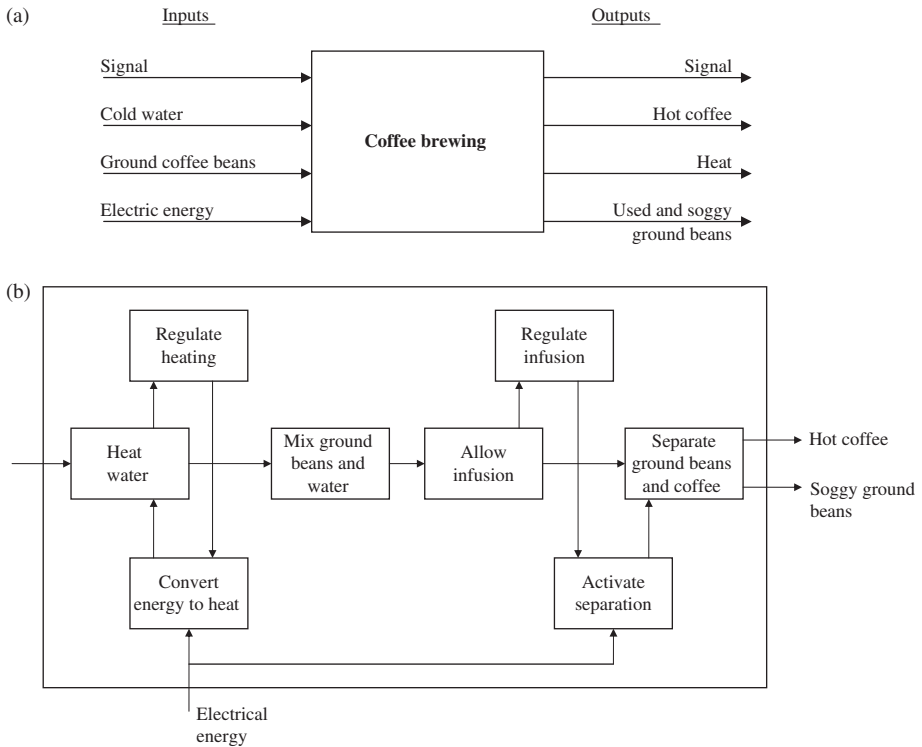 (a)
Inputs
Outputs
Signal
Cold water
Ground coffee beans
Electric energy
Coffee brewing
Signal
Hot coffee
Heat
Used and soggy
ground beans
(b)
Regulate
heating
Regulate
infusion
Heat
water
Mix ground
beans and
water
Allow
infusion
Separate
ground beans
and coffee
Hot coffee
Soggy ground
beans
Convert
energy to heat
Activate
separation
Electrical
energy